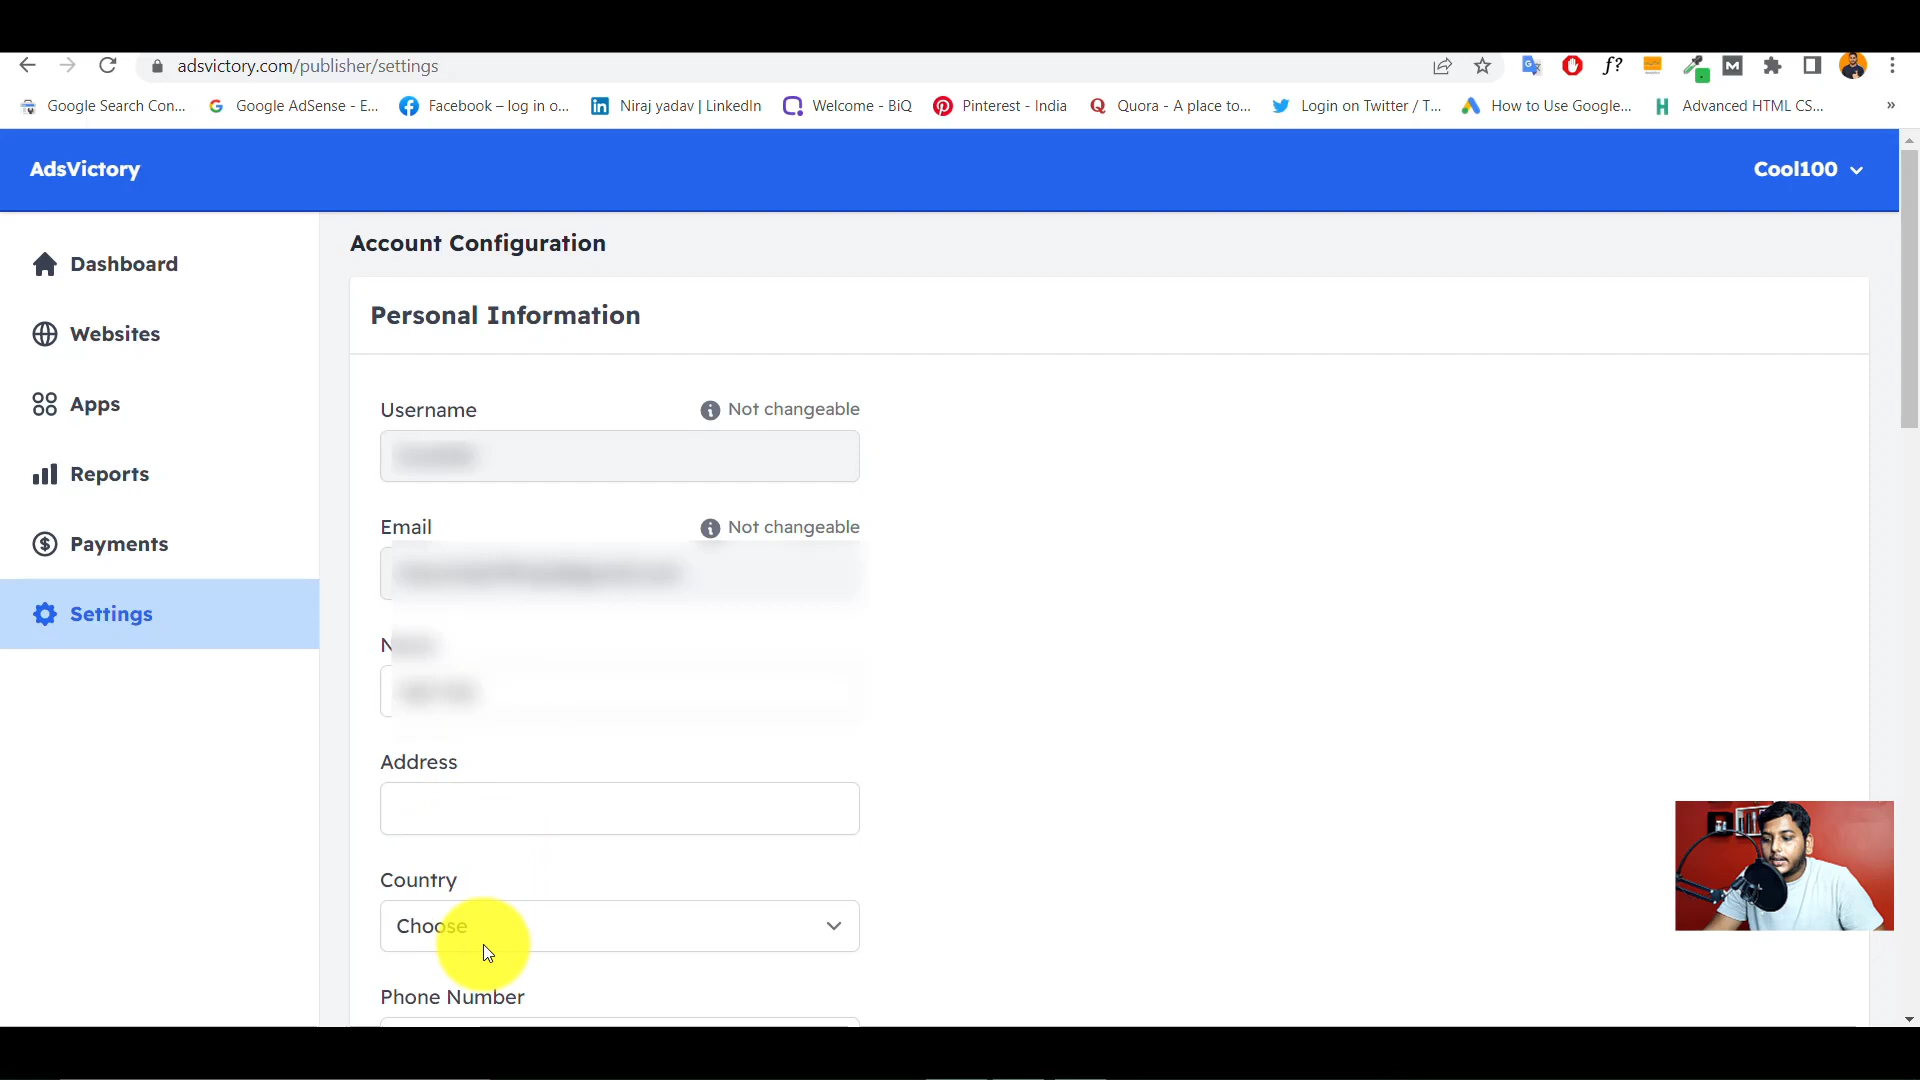 adsvictory.com/publisher/settings
f?
M
Google Search Con...
G
Google AdSense - E...
Facebook – log in o...
in
Niraj yadav | LinkedIn
Welcome - BiQ
Pinterest - India
Q
Quora - A place to...
Login on Twitter / T...
How to Use Google...
H
Advanced HTML CS...
»
AdsVictory
Cool100
Dashboard
Websites
Apps
Reports
Payments
Settings
Account Configuration
Personal Information
Username
Not changeable
Email
Not changeable
Address
Country
Choose
Phone Number